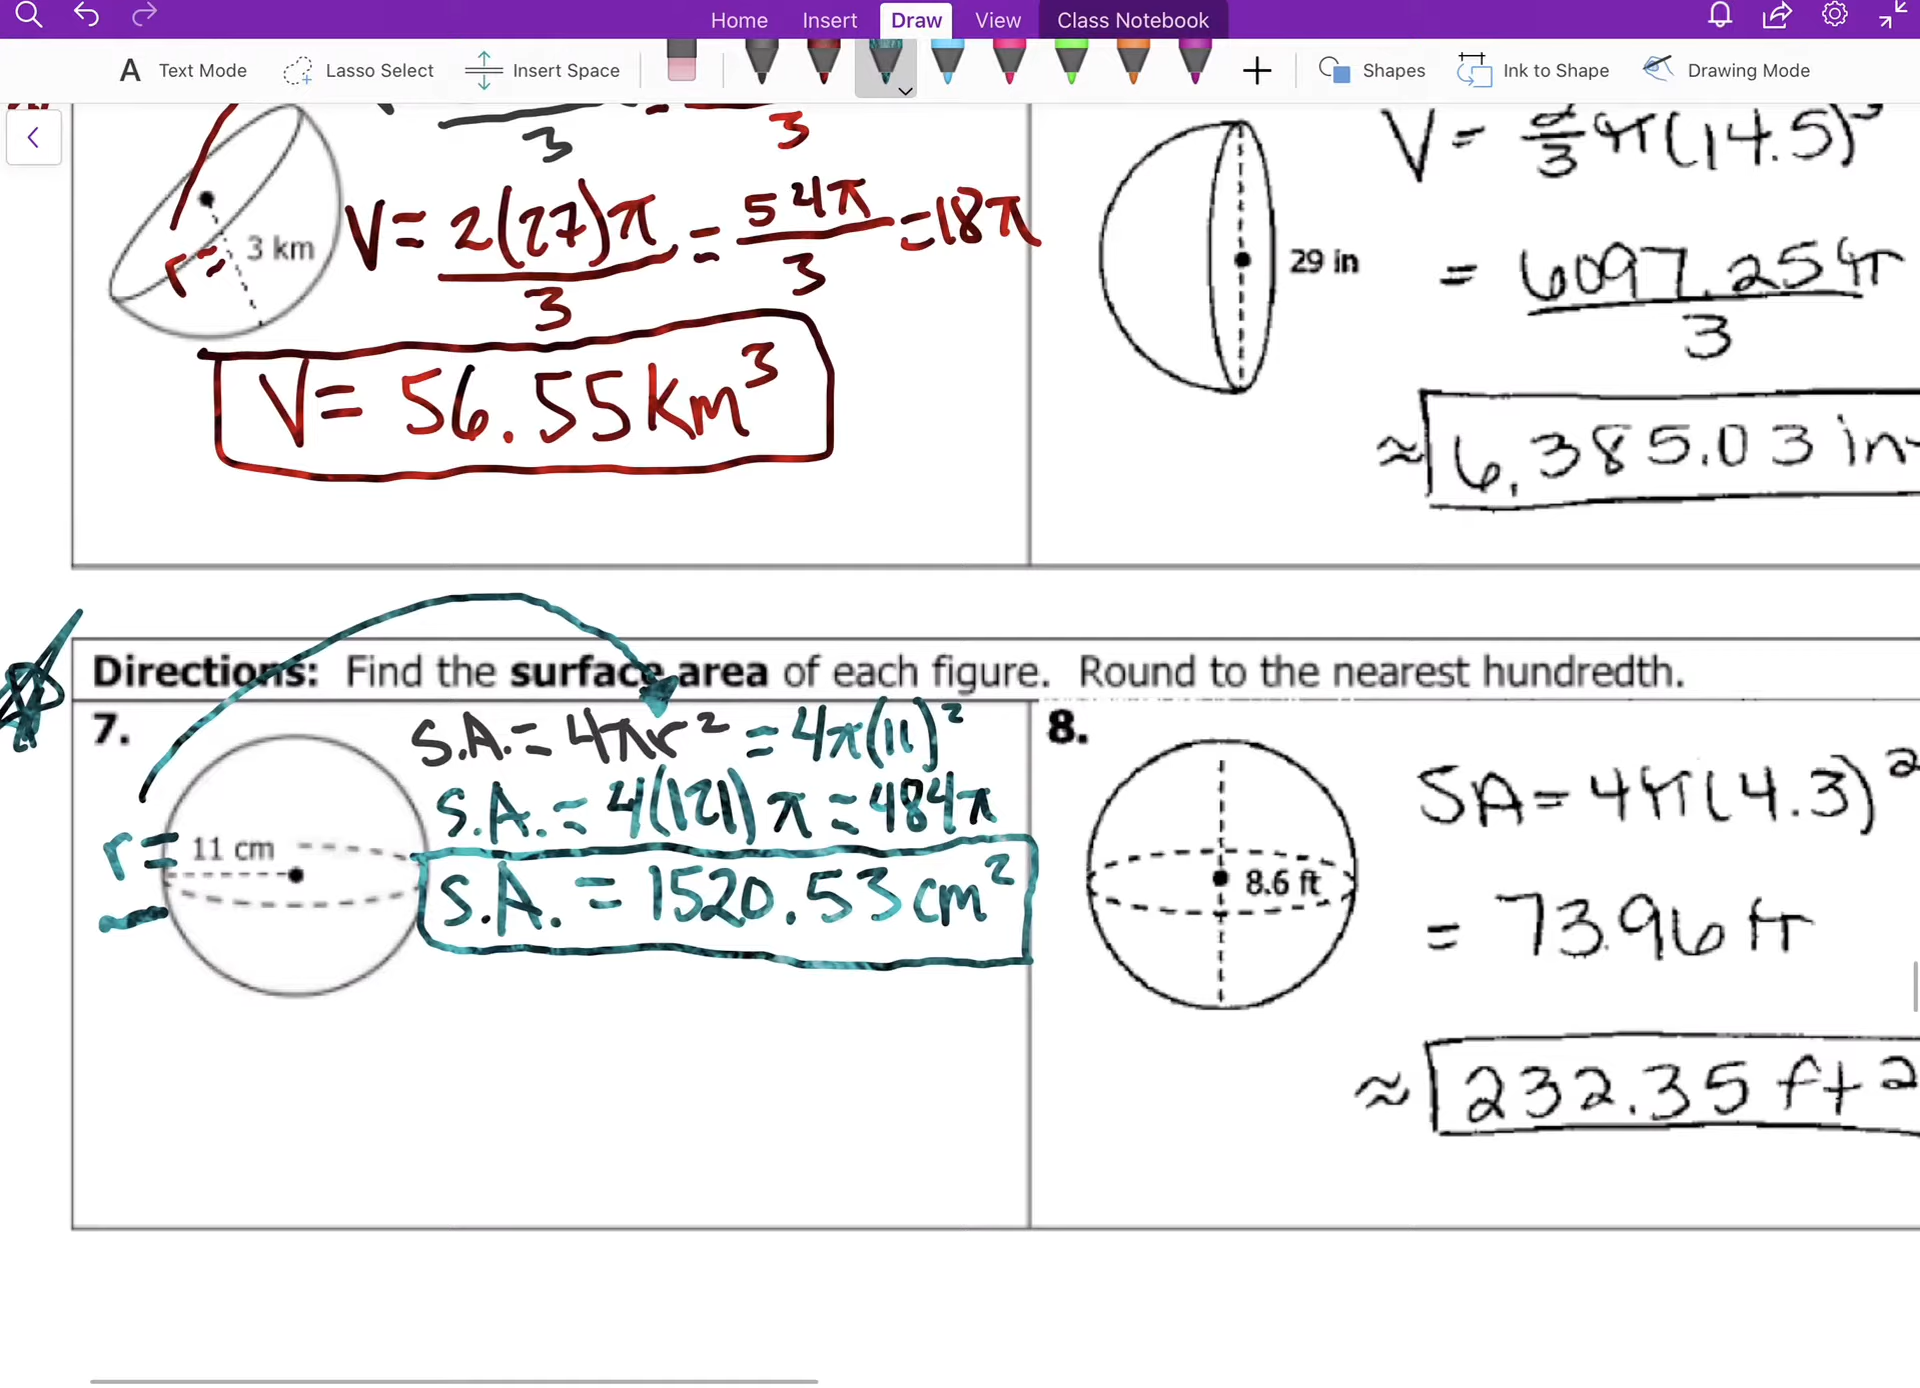 Home Insert Draw View Class Notebook
A Text Mode Lasso Select Insert Space Shapes Ink to Shape Drawing Mode
3 = 3
r = 3 km
V = 2(27)π / 3 = 54π / 3 = 18π
V = 56.55 km³
29 in
V = 2/3 π(14.5)³
= 6097.25π / 3
≈ 6,385.03 in
Directions: Find the surface area of each figure. Round to the nearest hundredth.
7.
S.A. = 4πr² = 4π(11)²
S.A. = 4(121)π = 484π
r = 11 cm
S.A. = 1520.53 cm²
8.
8.6 ft
SA = 4π(4.3)²
= 73.96π
≈ 232.35 ft²